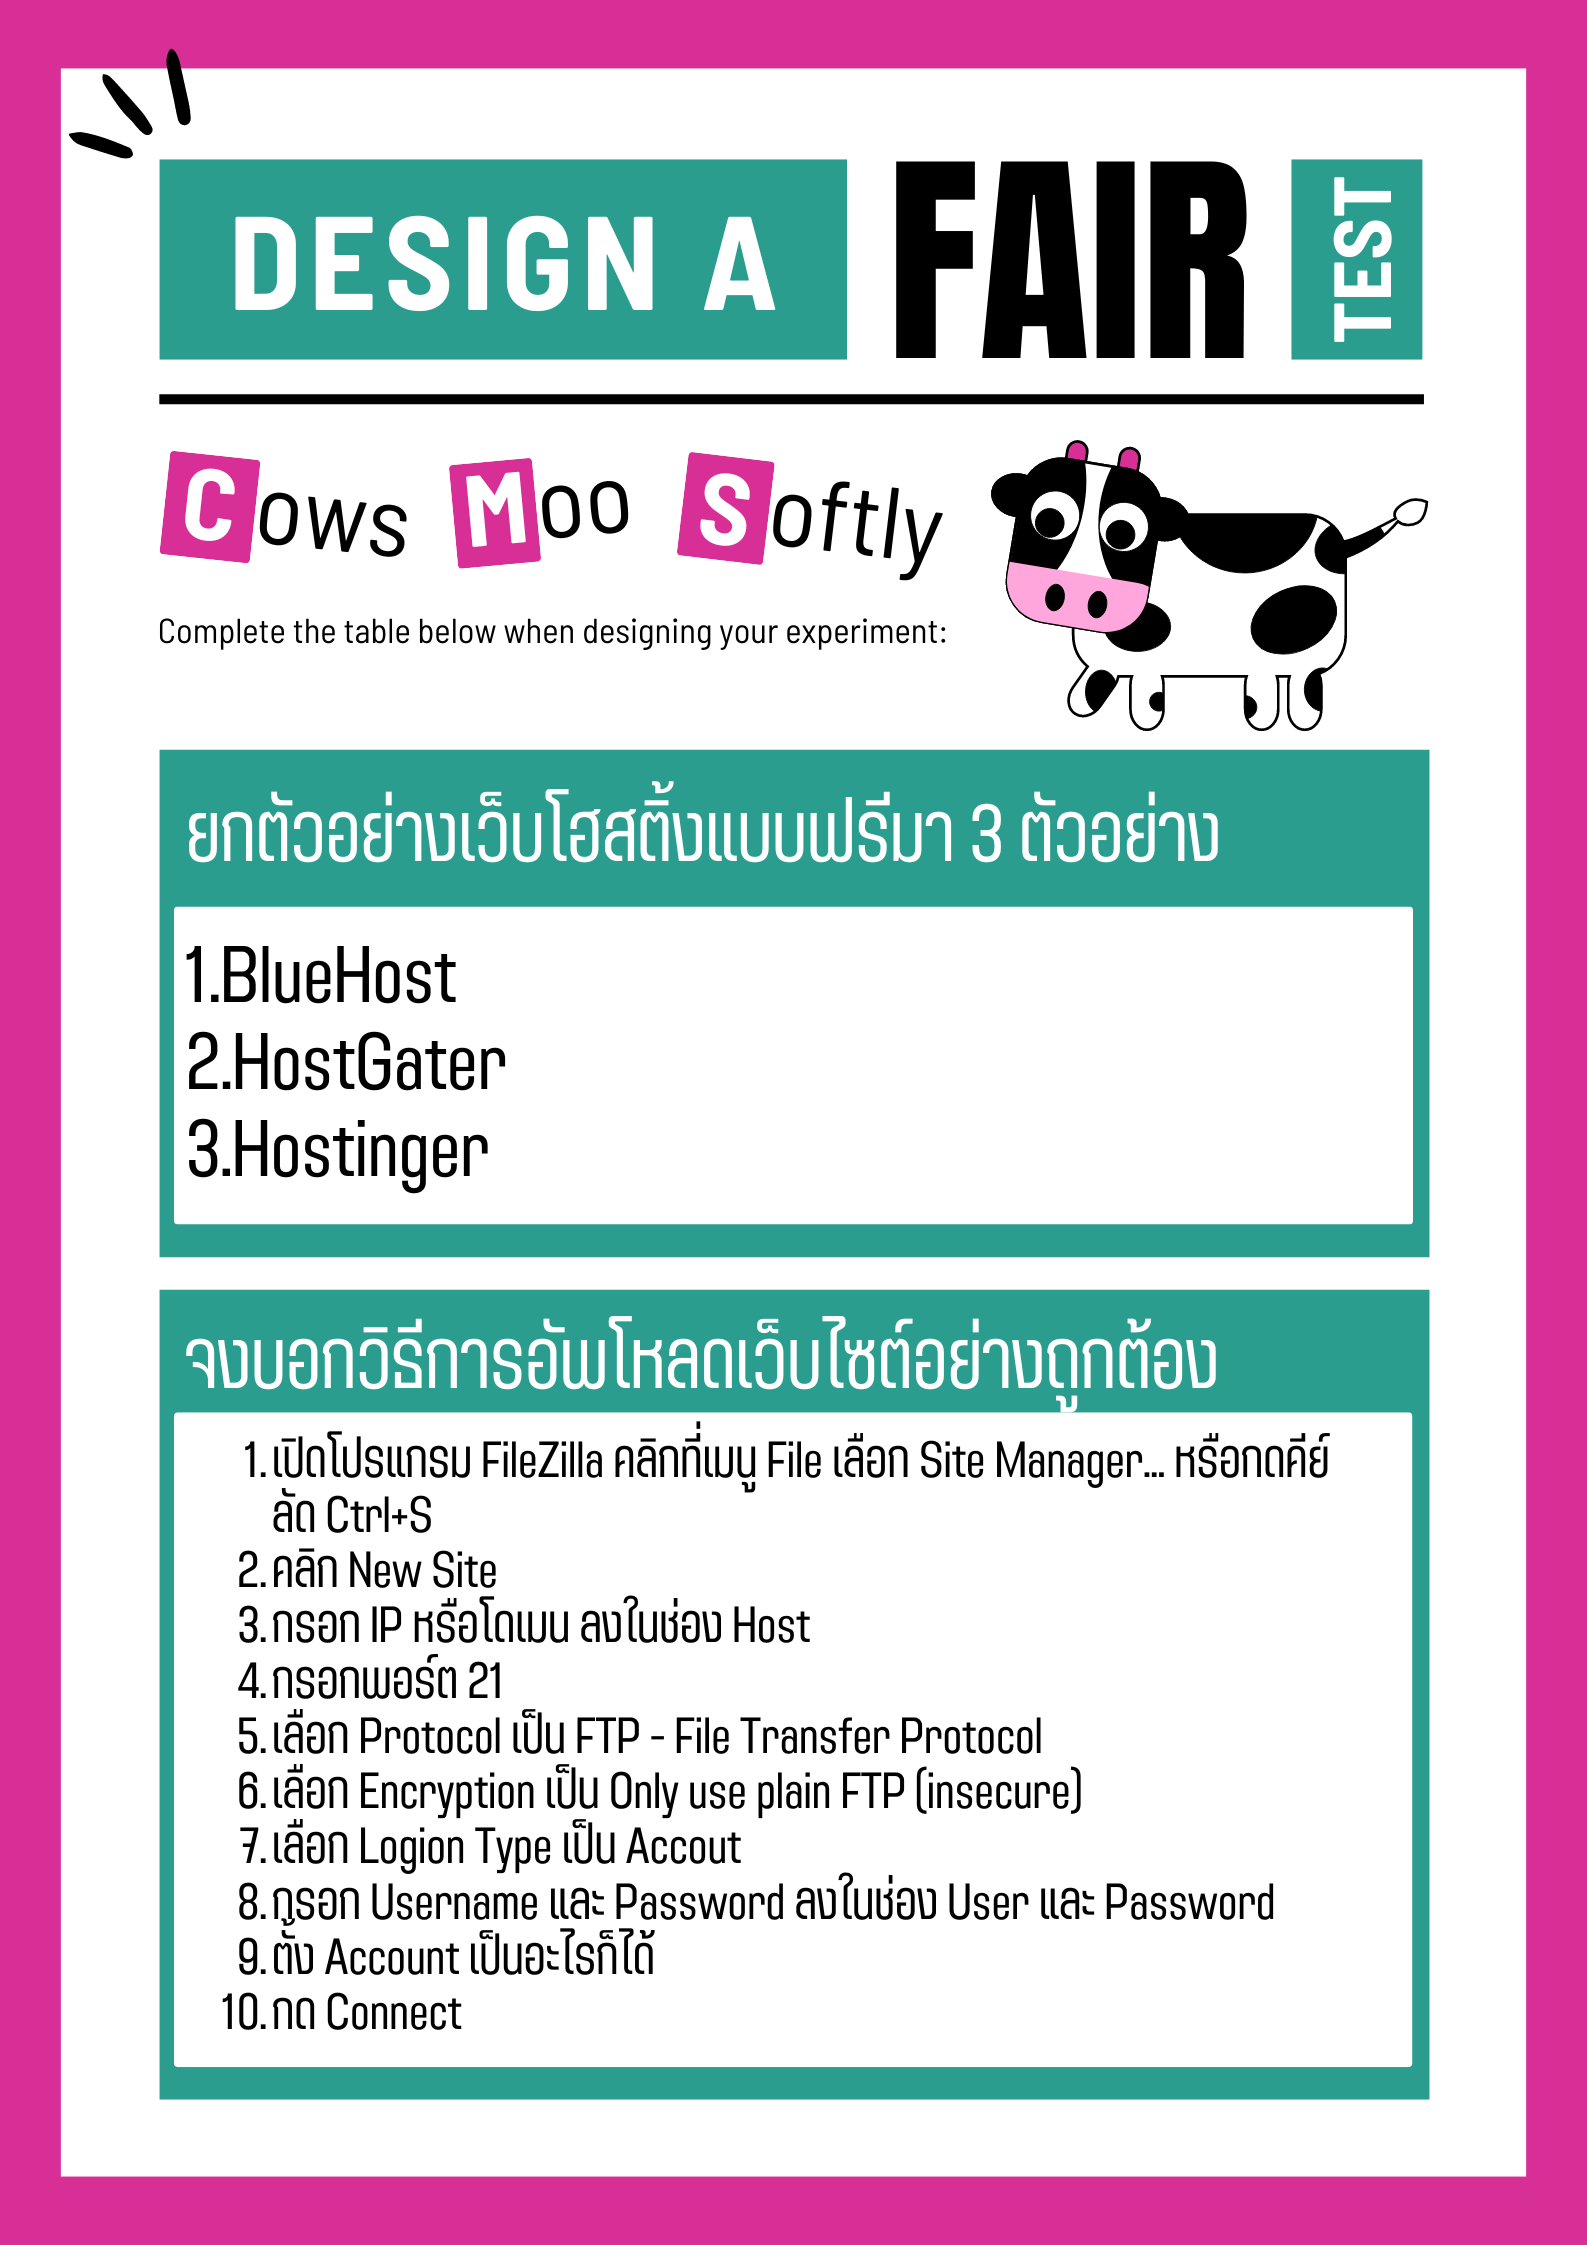 DESIGN A FAIR TEST
Cows Moo Softly
Complete the table below when designing your experiment:
ยกตัวอย่างเว็บโฮสติ้งแบบฟรีมา 3 ตัวอย่าง
1.BlueHost
2.HostGater
3.Hostinger
จงบอกวิธีการอัพโหลดเว็บไซต์อย่างถูกต้อง
1. เปิดโปรแกรม FileZilla คลิกที่เมนู File เลือก Site Manager... หรือกดคีย์
ลัด Ctrl+S
2. คลิก New Site
3. กรอก IP หรือโดเมน ลงในช่อง Host
4. กรอกพอร์ต 21
5. เลือก Protocol เป็น FTP - File Transfer Protocol
6. เลือก Encryption เป็น Only use plain FTP (insecure)
7. เลือก Logion Type เป็น Accout
8. กรอก Username และ Password ลงในช่อง User และ Password
9. ตั้ง Account เป็นอะไรก็ได้
10. กด Connect